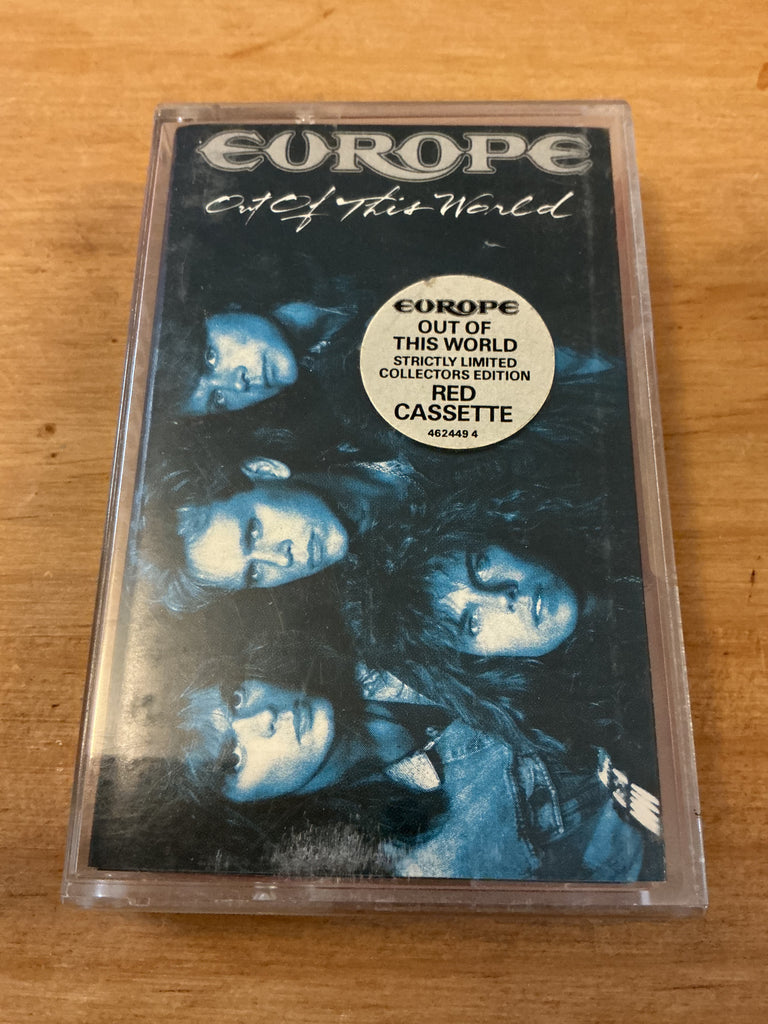 EUROPE
Out Of This World
EUROPE
OUT OF
THIS WORLD
STRICTLY LIMITED
COLLECTORS EDITION
RED
CASSETTE
462449 4